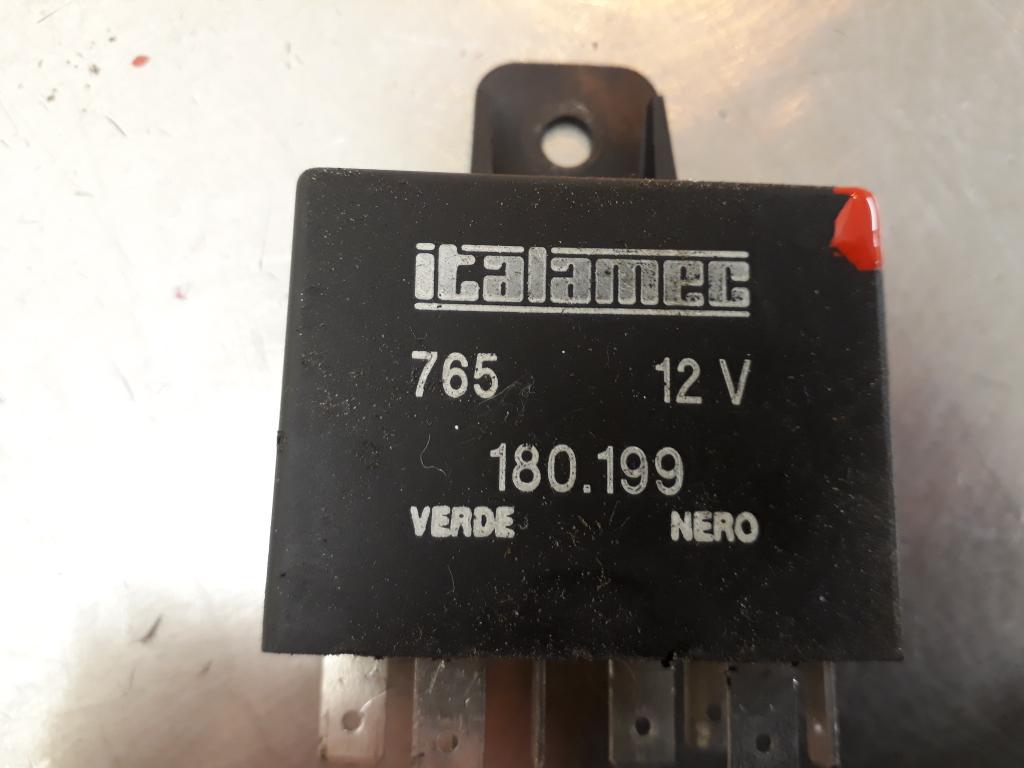 italamec
765 12 V
180.199
VERDE NERO